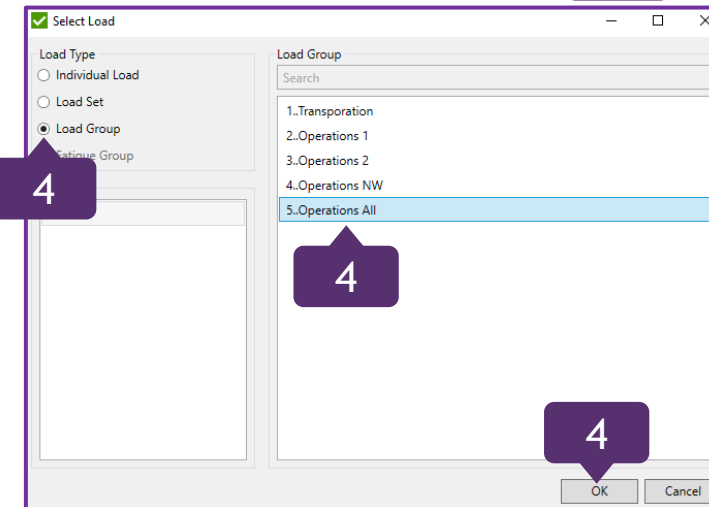 Select Load
Load Type
Individual Load
Load Set
Load Group
Fatigue Group
4
Load Group
Search
1..Transporation
2..Operations 1
3..Operations 2
4..Operations NW
5..Operations All
4
4
OK
Cancel